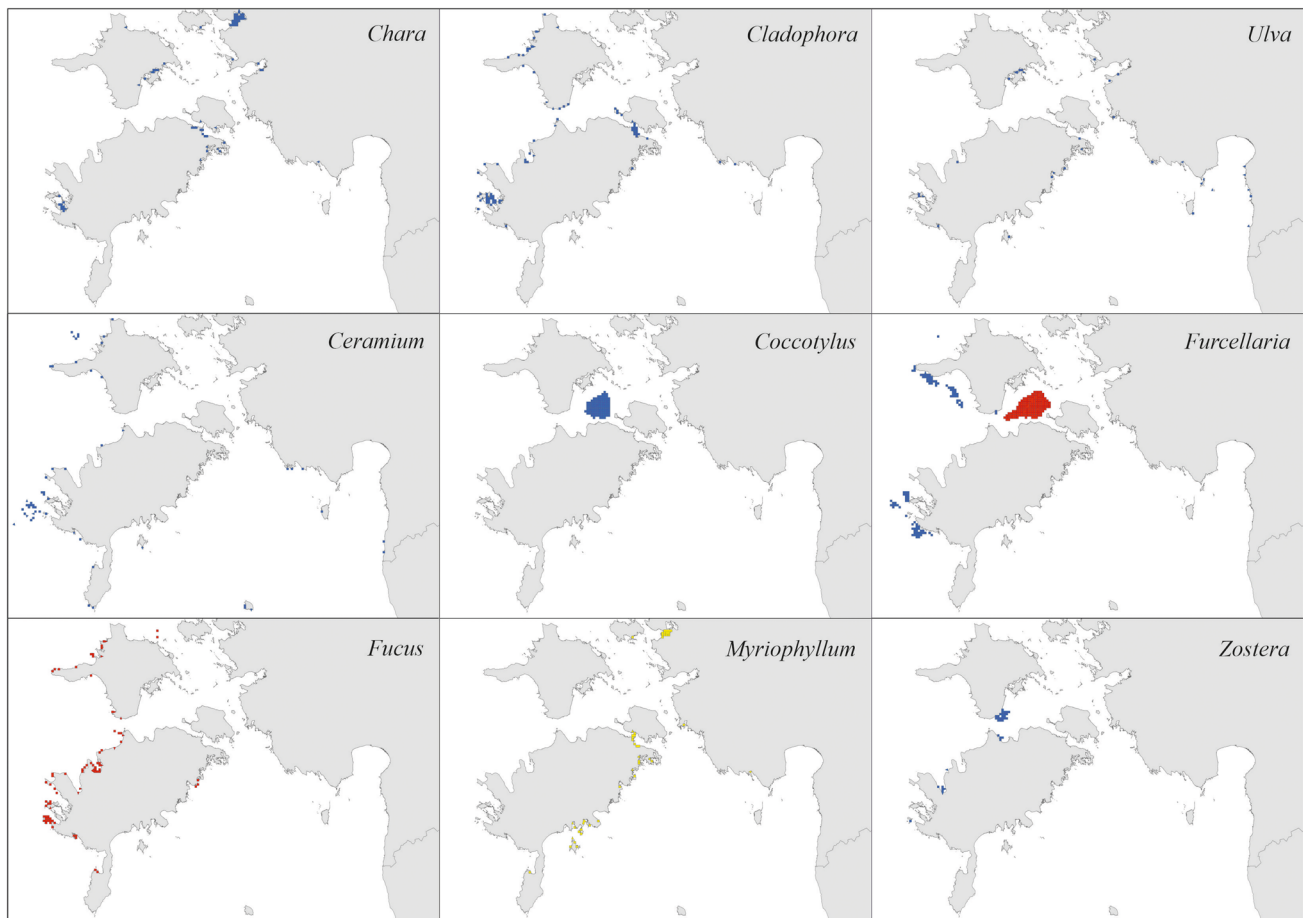 Chara
Cladophora
Ulva
Ceramium
Coccotylus
Furcellaria
Fucus
Myriophyllum
Zostera